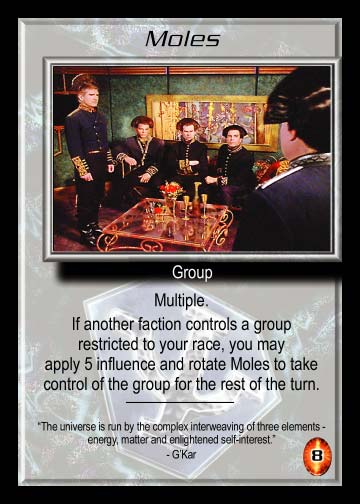 Moles
Group
Multiple.
If another faction controls a group
restricted to your race, you may
apply 5 influence and rotate Moles to take
control of the group for the rest of the turn.
“The universe is run by the complex interweaving of three elements -
energy, matter and enlightened self-interest.”
- G'Kar
8